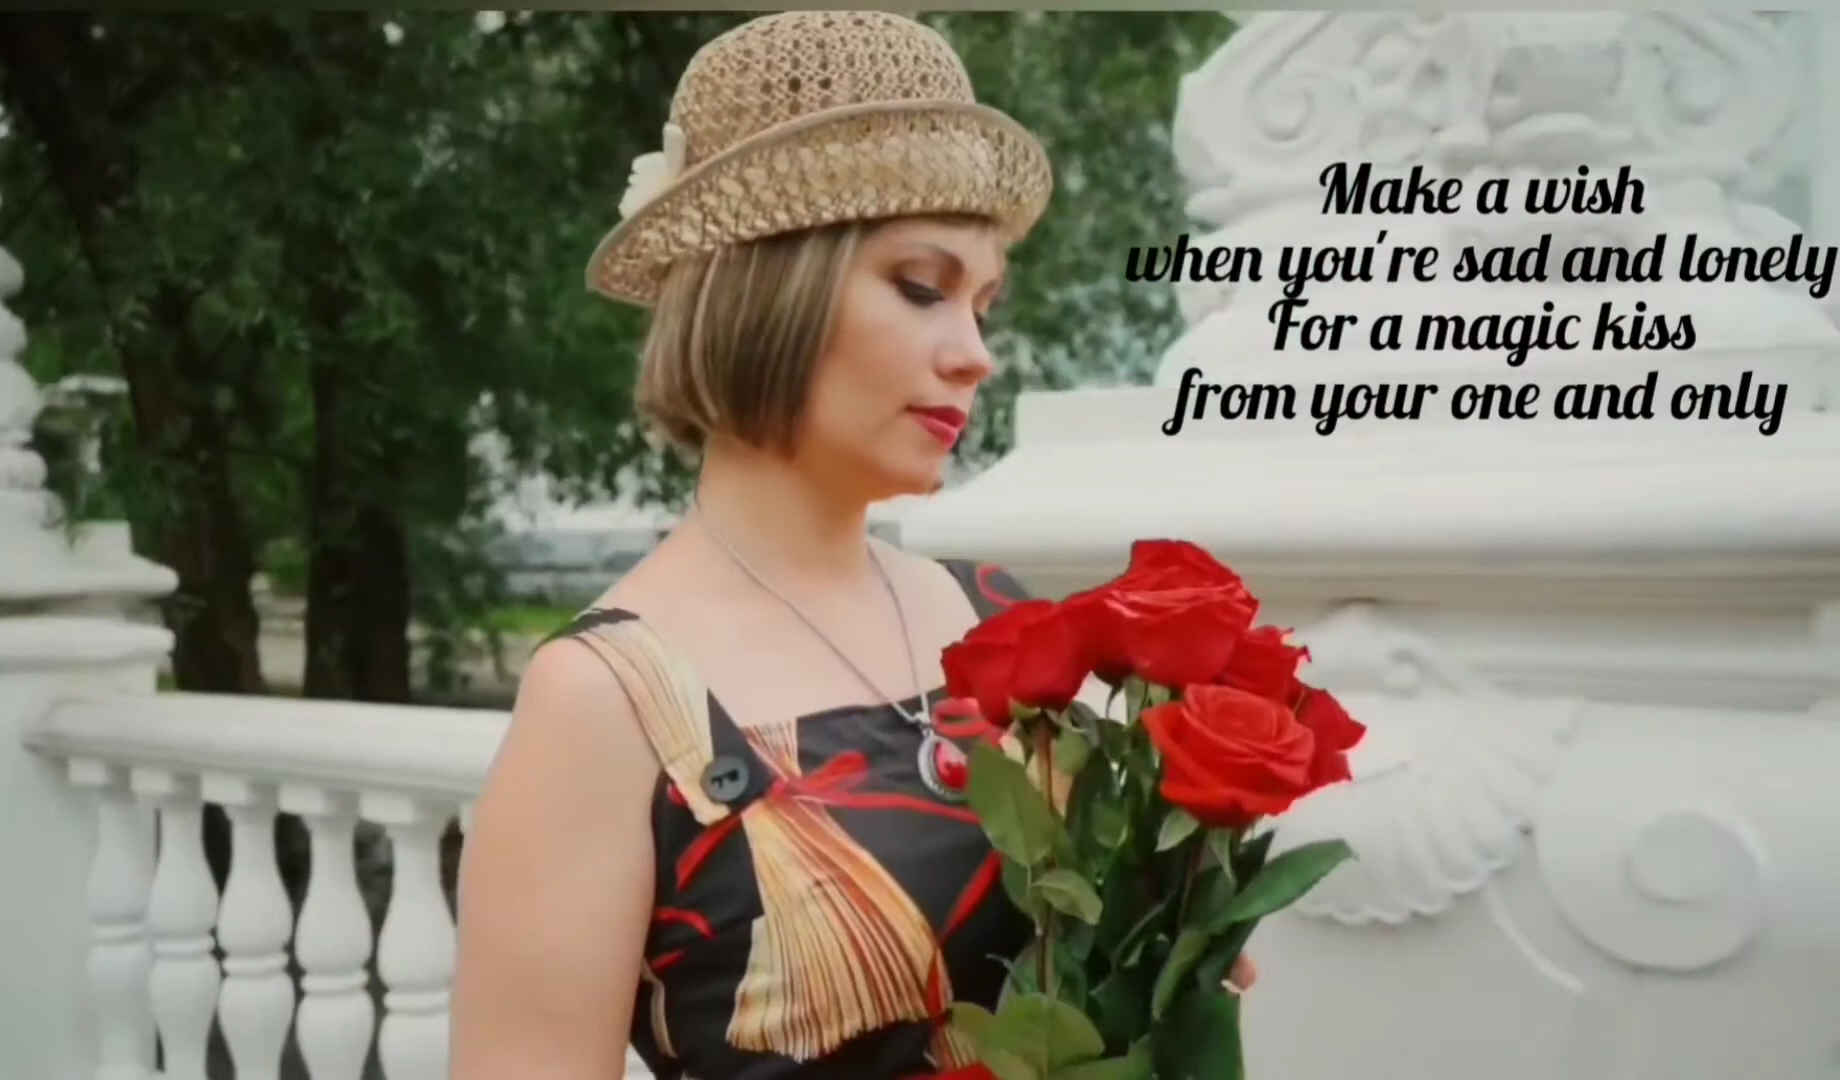 Make a wish
when you're sad and lonely
For a magic kiss
from your one and only